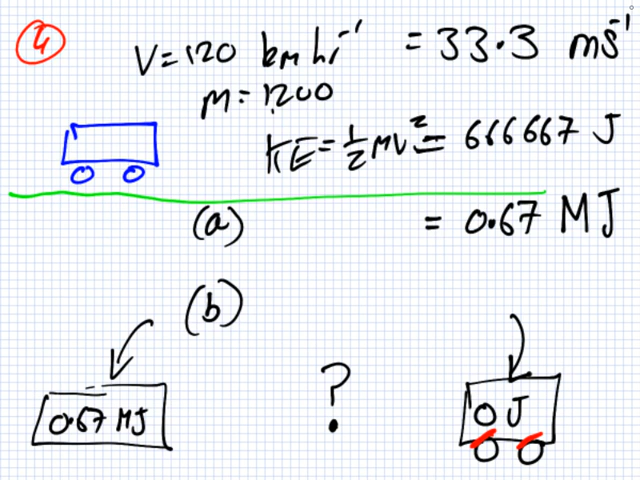 4 V=120 km hr⁻¹ = 33.3 ms⁻¹
M=1200
KE=½MV²= 666667 J
(a) = 0.67 MJ
(b)
0.67 MJ ? 0 J